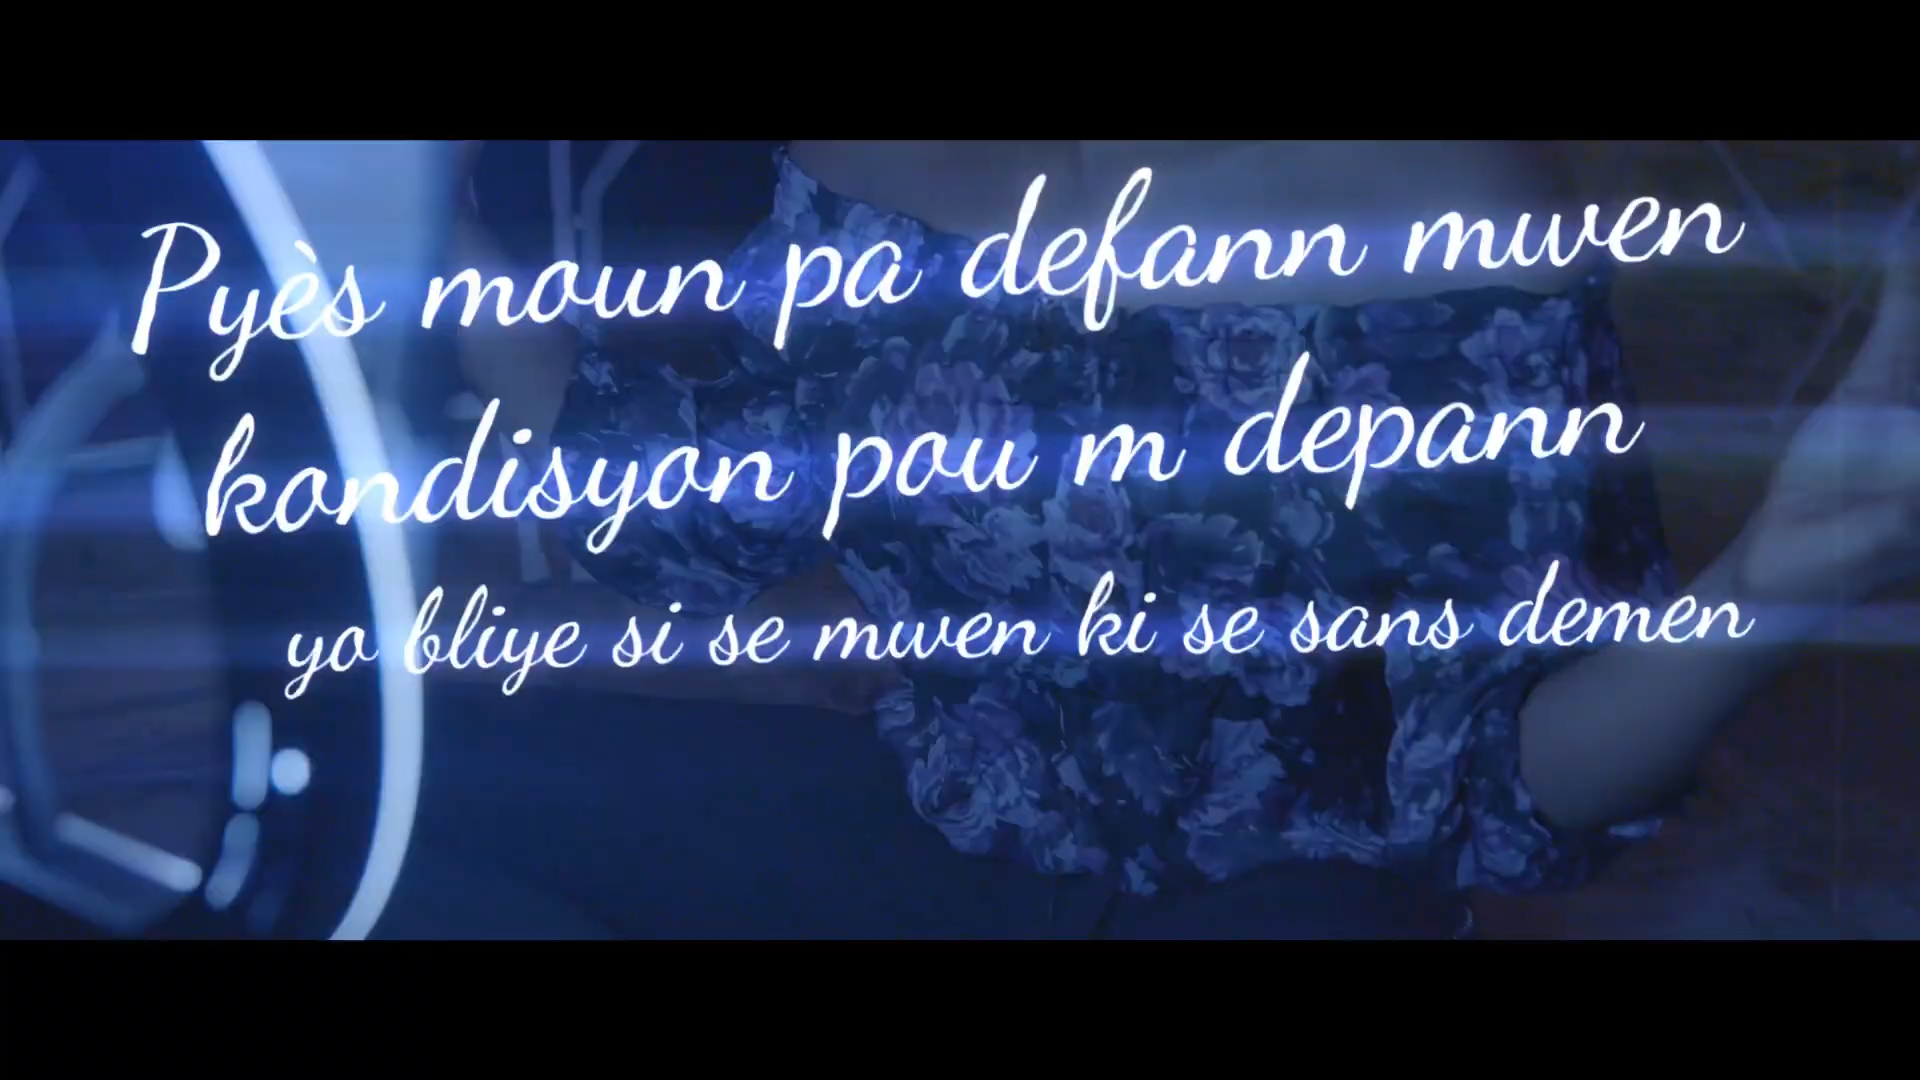 Pyès moun pa defann mwen
kondisyon pou m depann
yo bliye si se mwen ki se sans demen